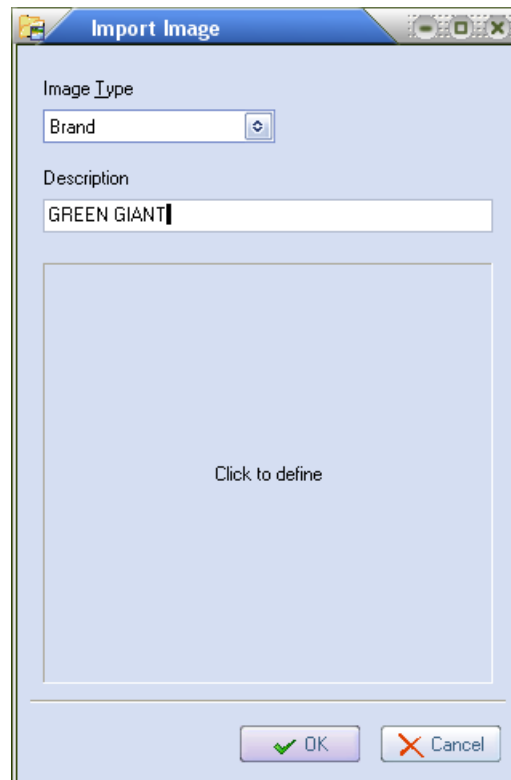 Import Image
Image Type
Brand
Description
GREEN GIANT
Click to define
OK
Cancel